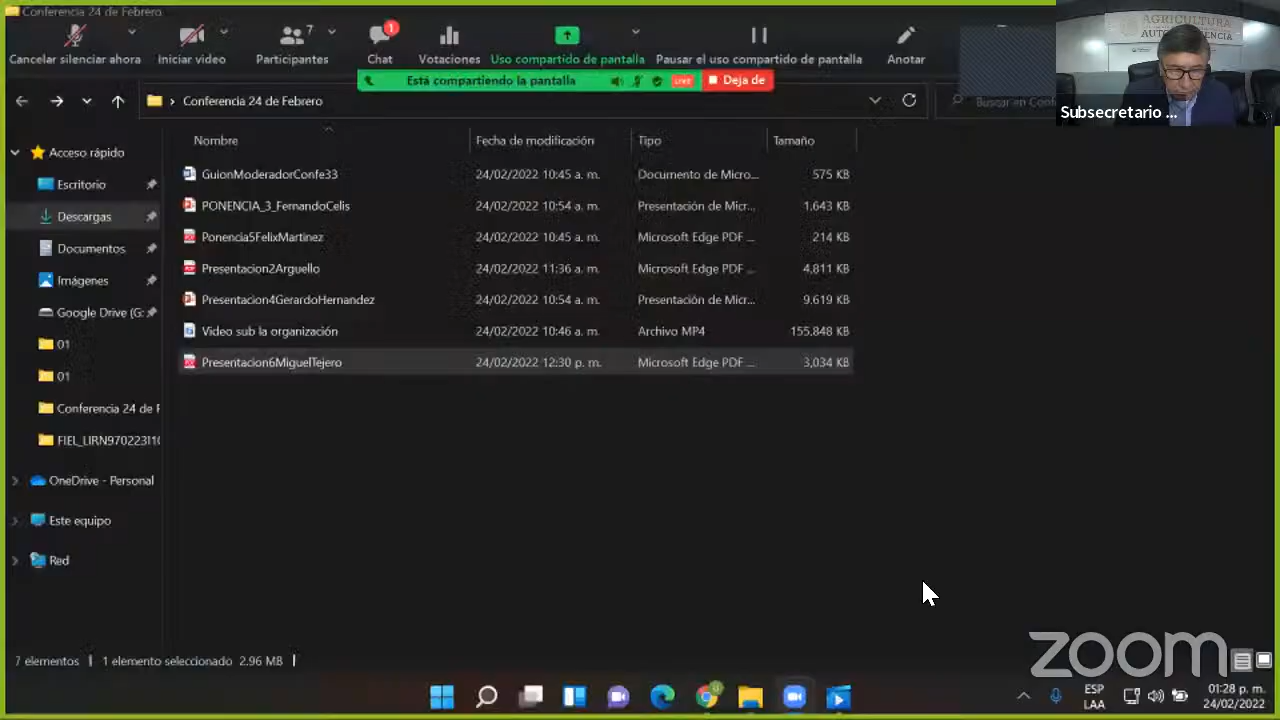 Conferencia 24 de Febrero
7
1
Cancelar silenciar ahora
Iniciar video
Participantes
Chat
Votaciones
Uso compartido de pantalla
Pausar el uso compartido de pantalla
Anotar
Está compartiendo la pantalla
LIVE
Deja de
AGRICULTURA
Subsecretario ...
Conferencia 24 de Febrero
Buscar en Conf
Nombre
Fecha de modificación
Tipo
Tamaño
GuionModeradorConfe33
24/02/2022 10:45 a. m.
Documento de Micro...
575 KB
PONENCIA_3_FernandoCelis
24/02/2022 10:54 a. m.
Presentación de Micr...
1,643 KB
Ponencia5FelixMartinez
24/02/2022 10:45 a. m.
Microsoft Edge PDF ...
214 KB
Presentacion2Arguello
24/02/2022 11:36 a. m.
Microsoft Edge PDF ...
4,811 KB
Presentacion4GerardoHernandez
24/02/2022 10:54 a. m.
Presentación de Micr...
9,619 KB
Video sub la organización
24/02/2022 10:46 a. m.
Archivo MP4
155,848 KB
Presentacion6MiguelTejero
24/02/2022 12:30 p. m.
Microsoft Edge PDF ...
3,034 KB
Acceso rápido
Escritorio
Descargas
Documentos
Imágenes
Google Drive (G:
01
01
Conferencia 24 de F
FIEL_LIRN970223I10
OneDrive - Personal
Este equipo
Red
7 elementos
1 elemento seleccionado 2.96 MB
zoom
ESP
LAA
01:28 p. m.
24/02/2022